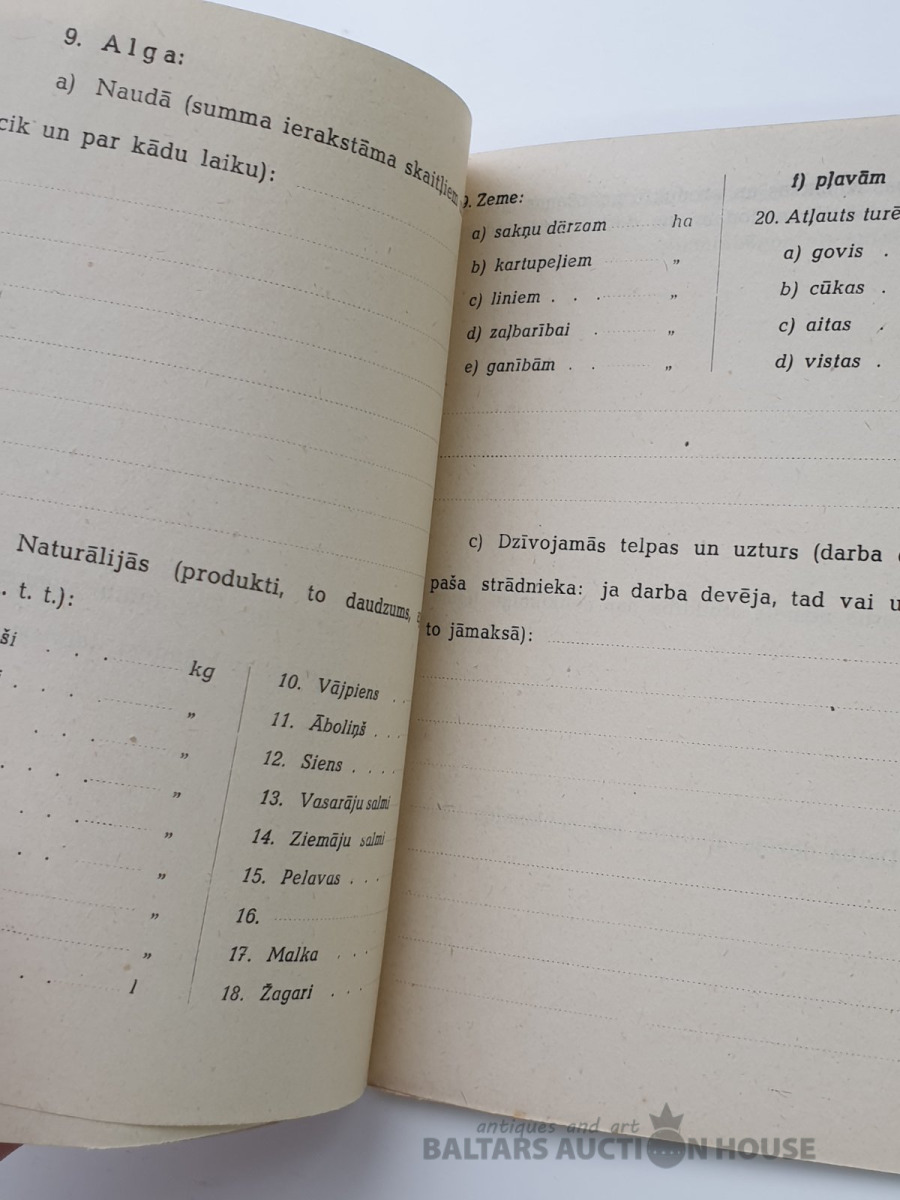 9. Alga:
a) Naudā (summa ierakstāma skaitļiem
cik un par kādu laiku):
Naturālijās (produkti, to daudzums,
t. t.):
kg
"
"
"
"
"
"
"
l
10. Vājpiens
11. Āboliņš
12. Siens
13. Vasarāju salmi
14. Ziemāju salmi
15. Pelavas
16.
17. Malka
18. Žagari
9. Zeme:
a) sakņu dārzam ha
b) kartupeļiem "
c) liniem "
d) zaļbarībai "
e) ganībām "
f) pļavām
20. Atļauts turē
a) govis
b) cūkas
c) aitas
d) vistas
c) Dzīvojamās telpas un uzturs (darba
paša strādnieka: ja darba devēja, tad vai
to jāmaksā):
antiques and art
BALTARS AUCTION HOUSE